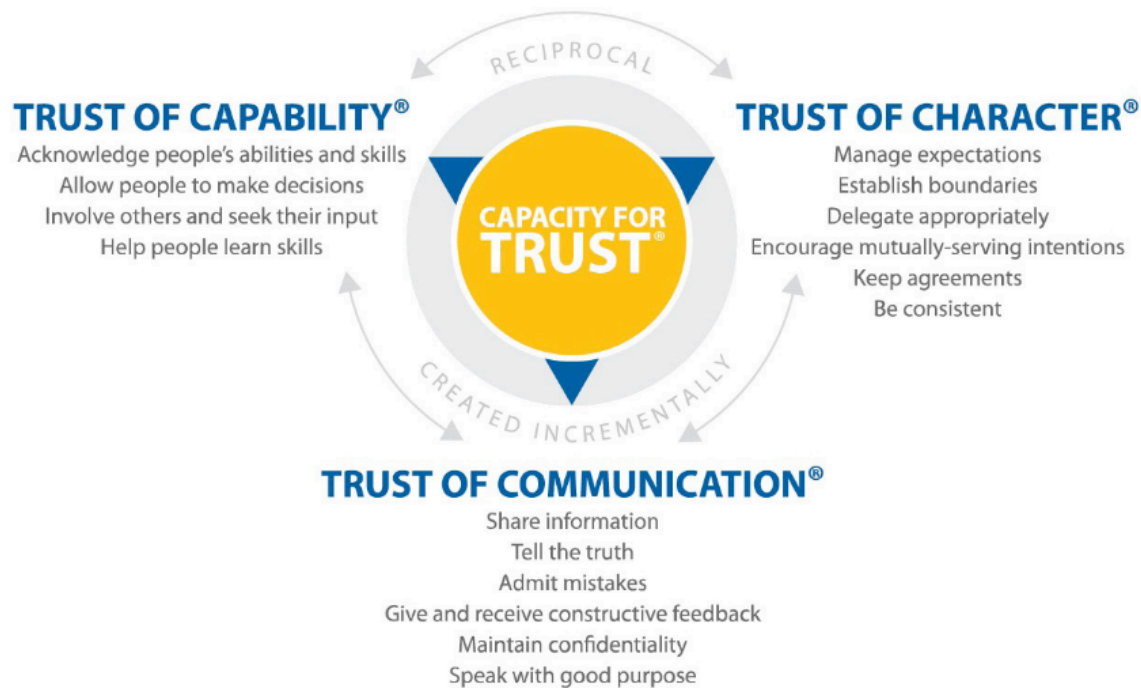 RECIPROCAL
TRUST OF CAPABILITY®
Acknowledge people's abilities and skills
Allow people to make decisions
Involve others and seek their input
Help people learn skills
TRUST OF CHARACTER®
Manage expectations
Establish boundaries
Delegate appropriately
Encourage mutually-serving intentions
Keep agreements
Be consistent
CAPACITY FOR
TRUST®
CREATED INCREMENTALLY
TRUST OF COMMUNICATION®
Share information
Tell the truth
Admit mistakes
Give and receive constructive feedback
Maintain confidentiality
Speak with good purpose